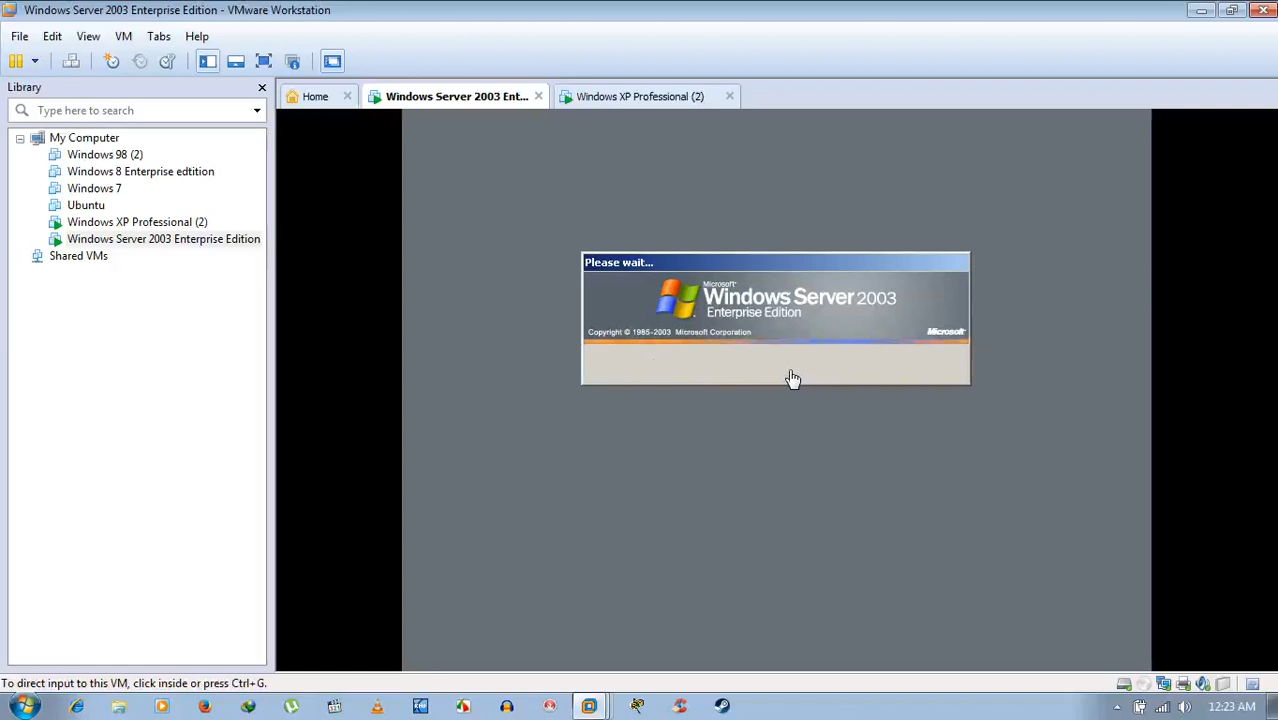 Windows Server 2003 Enterprise Edition - VMware Workstation
File Edit View VM Tabs Help
Library
Type here to search
My Computer
Windows 98 (2)
Windows 8 Enterprise edtition
Windows 7
Ubuntu
Windows XP Professional (2)
Windows Server 2003 Enterprise Edition
Shared VMs
Home
Windows Server 2003 Ent...
Windows XP Professional (2)
Please wait...
Microsoft
Windows Server 2003
Enterprise Edition
Copyright © 1985-2003 Microsoft Corporation
Microsoft
To direct input to this VM, click inside or press Ctrl+G.
12:23 AM